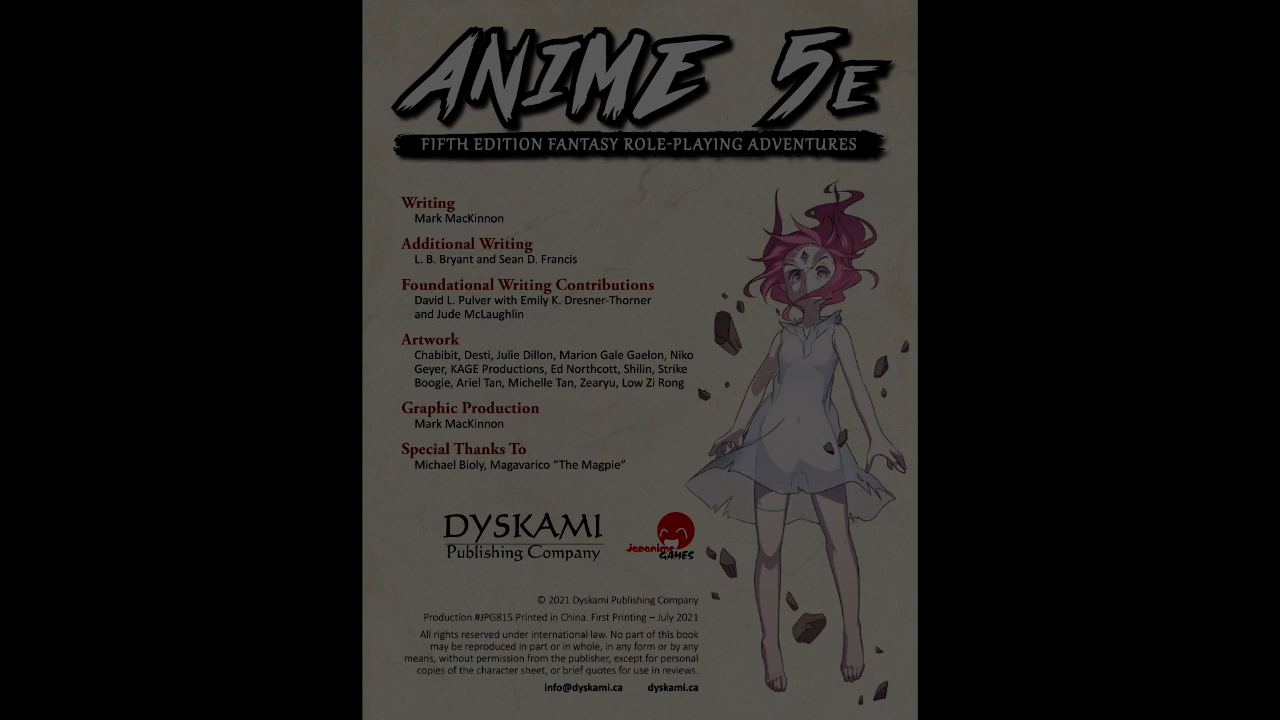 ANIME 5E
FIFTH EDITION FANTASY ROLE-PLAYING ADVENTURES
Writing
Mark MacKinnon
Additional Writing
L. B. Bryant and Sean D. Francis
Foundational Writing Contributions
David L. Pulver with Emily K. Dresner-Thorner
and Jude McLaughlin
Artwork
Chabibit, Desti, Julie Dillon, Marion Gale Gaelon, Niko
Geyer, KAGE Productions, Ed Northcott, Shilin, Strike
Boogie, Ariel Tan, Michelle Tan, Zearyu, Low Zi Rong
Graphic Production
Mark MacKinnon
Special Thanks To
Michael Bioly, Magavarico “The Magpie”
DYSKAMI
Publishing Company
Japanime
GAMES
© 2021 Dyskami Publishing Company
Production #JPG815 Printed in China. First Printing – July 2021
All rights reserved under international law. No part of this book
may be reproduced in part or in whole, in any form or by any
means, without permission from the publisher, except for personal
copies of the character sheet, or brief quotes for use in reviews.
info@dyskami.ca dyskami.ca